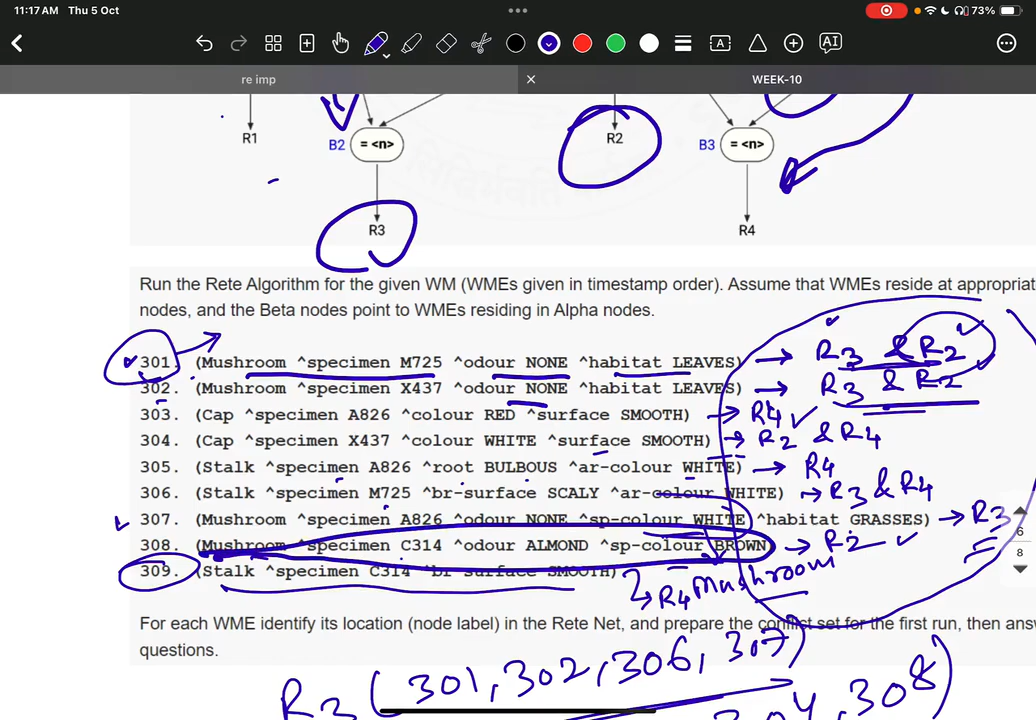 11:17 AM Thu 5 Oct
73%
A
AI
re imp
WEEK-10
R1
B2
= <n>
R2
B3
= <n>
R3
R4
Run the Rete Algorithm for the given WM (WMEs given in timestamp order). Assume that WMEs reside at appropriat
nodes, and the Beta nodes point to WMEs residing in Alpha nodes.
301. (Mushroom ^specimen M725 ^odour NONE ^habitat LEAVES) → R3 & R2
302. (Mushroom ^specimen X437 ^odour NONE ^habitat LEAVES) → R3 & R2
303. (Cap ^specimen A826 ^colour RED ^surface SMOOTH) → R4 ✓
304. (Cap ^specimen X437 ^colour WHITE ^surface SMOOTH) → R2 & R4
305. (Stalk ^specimen A826 ^root BULBOUS ^ar-colour WHITE) → R4
306. (Stalk ^specimen M725 ^br-surface SCALY ^ar-colour WHITE) → R3 & R4
307. (Mushroom ^specimen A826 ^odour NONE ^sp-colour WHITE ^habitat GRASSES) → R3
308. (Mushroom ^specimen C314 ^odour ALMOND ^sp-colour BROWN) → R2 ✓
309. (Stalk ^specimen C314 ^br-surface SMOOTH)
→ R4 Mushroom
6
8
For each WME identify its location (node label) in the Rete Net, and prepare the conflict set for the first run, then ans
questions.
R3 (301, 302, 306, 307)
308